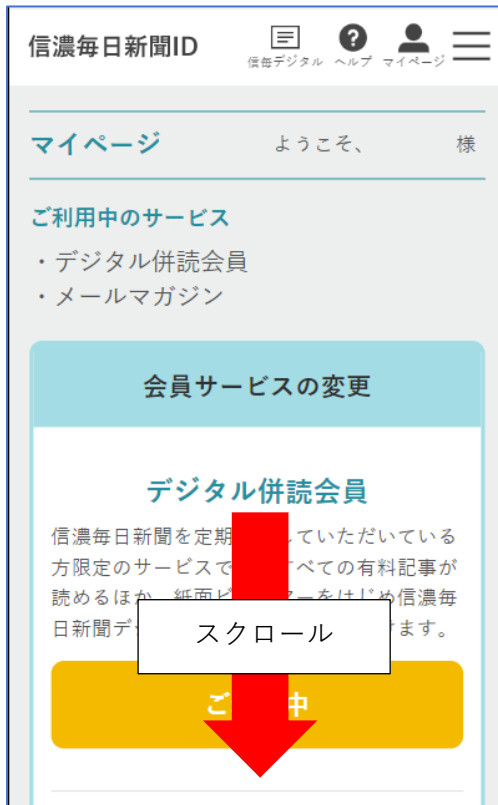 信濃毎日新聞ID
信毎デジタル ヘルプ マイページ
マイページ ようこそ、 様
ご利用中のサービス
・デジタル併読会員
・メールマガジン
会員サービスの変更
デジタル併読会員
信濃毎日新聞を定期 していただいている
方限定のサービスで すべての有料記事が
読めるほか、紙面ビ アーをはじめ信濃毎
日新聞デ けます。
スクロール
ご 中